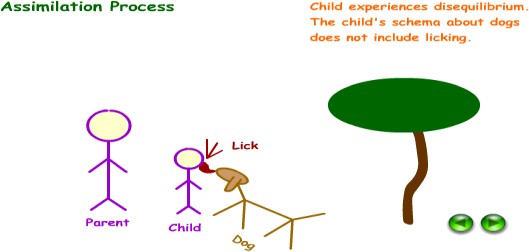 Assimilation Process
Child experiences disequilibrium.
The child's schema about dogs
does not include licking.
Lick
Parent
Child
Dog